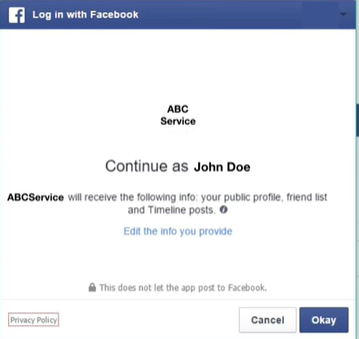 Log in with Facebook
ABC
Service
Continue as John Doe
ABCService will receive the following info: your public profile, friend list
and Timeline posts.
Edit the info you provide
This does not let the app post to Facebook.
Privacy Policy
Cancel
Okay